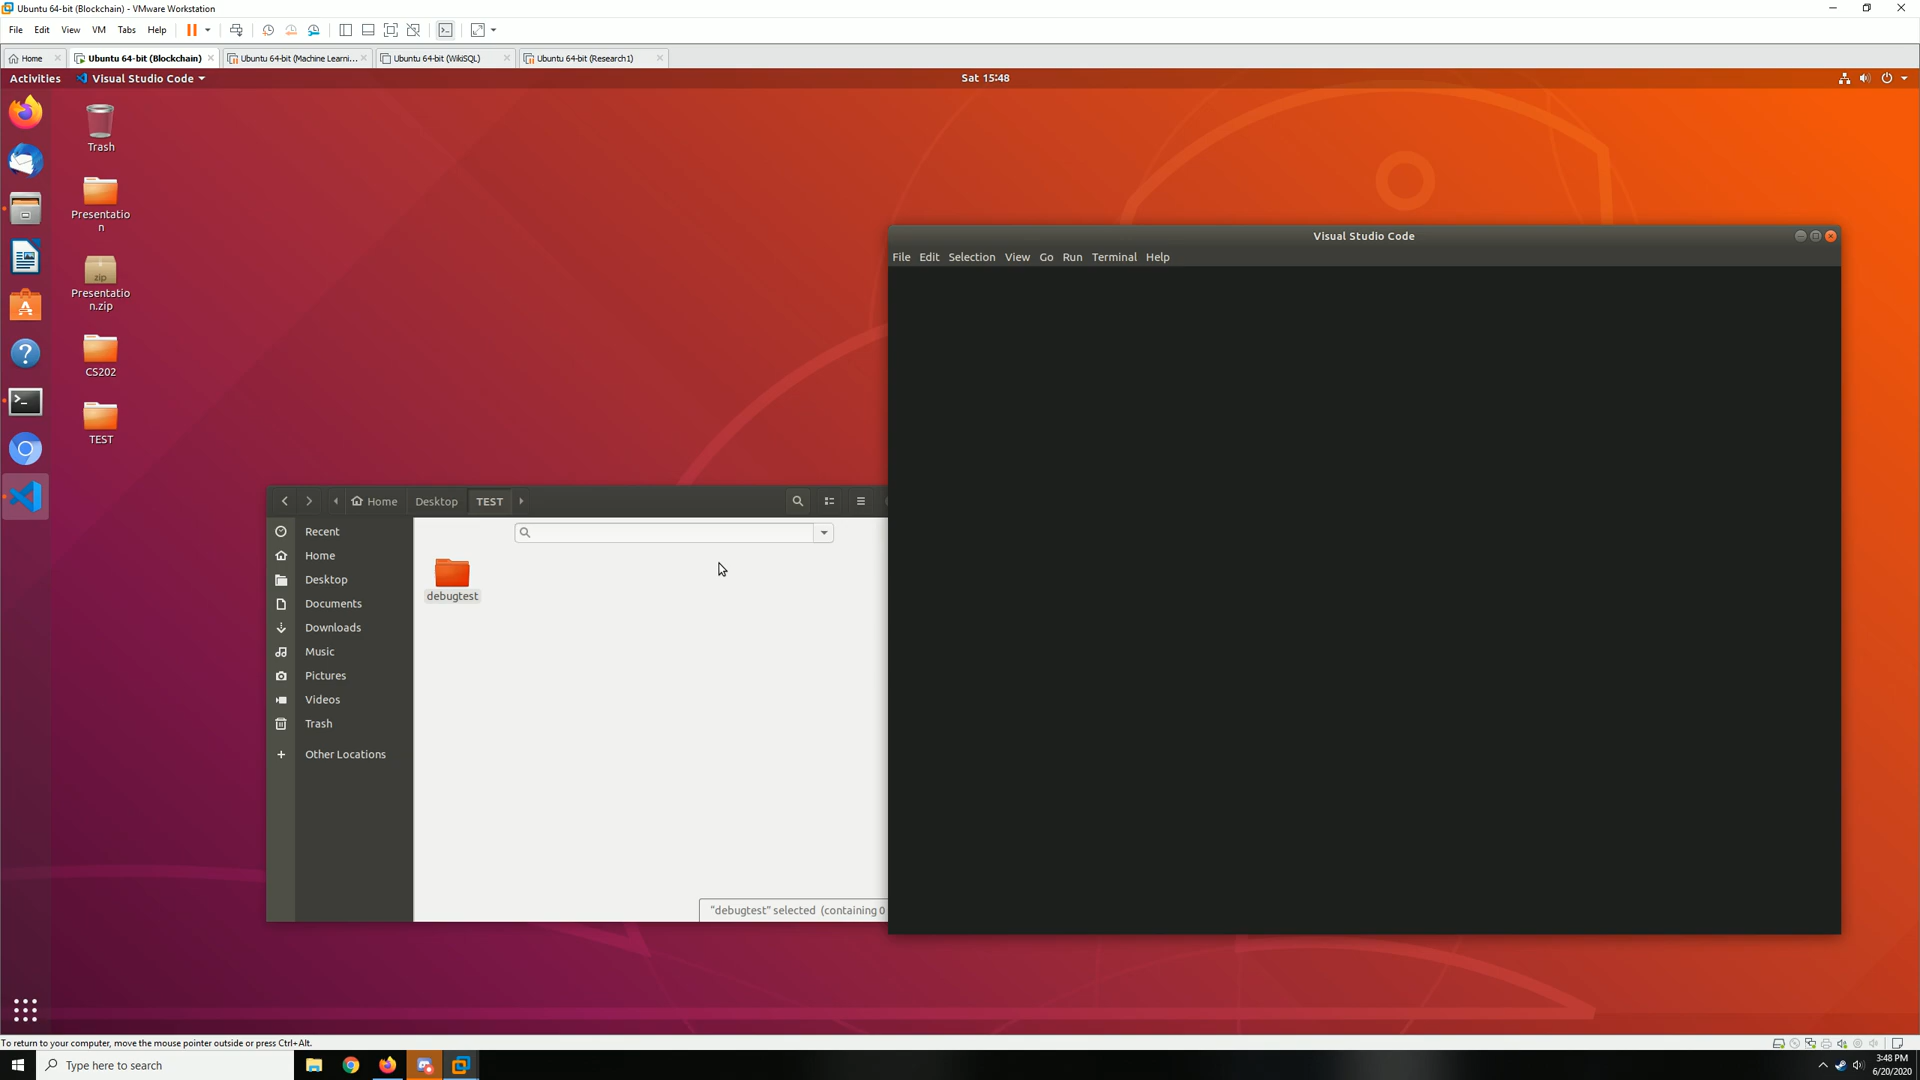 Ubuntu 64-bit (Blockchain) - VMware Workstation
File Edit View VM Tabs Help
Home Ubuntu 64-bit (Blockchain) Ubuntu 64-bit (Machine Learni... Ubuntu 64-bit (WikiSQL) Ubuntu 64-bit (Research1)
Activities Visual Studio Code Sat 15:48
Trash
Presentatio
n
zip
Presentatio
n.zip
CS202
TEST
Visual Studio Code
File Edit Selection View Go Run Terminal Help
Home Desktop TEST
Recent
Home
Desktop
Documents
Downloads
Music
Pictures
Videos
Trash
Other Locations
debugtest
"debugtest" selected (containing 0
To return to your computer, move the mouse pointer outside or press Ctrl+Alt.
Type here to search
3:48 PM
6/20/2020